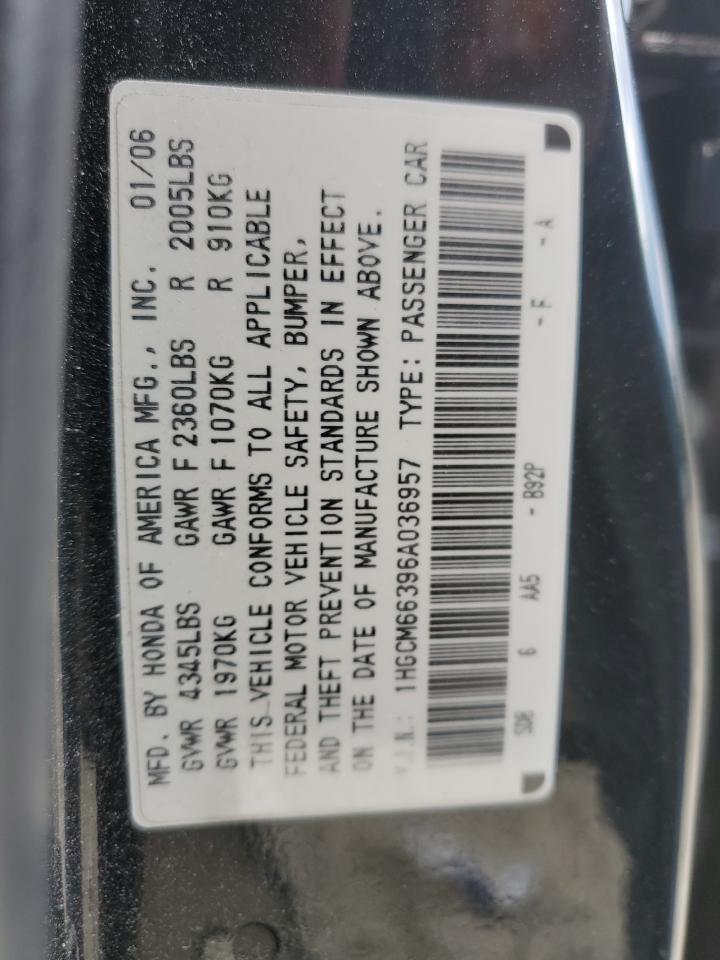 MFD. BY HONDA OF AMERICA MFG., INC. 01/06
GVWR 4345LBS GAWR F 2360LBS R 2005LBS
GVWR 1970KG GAWR F 1070KG R 910KG
THIS VEHICLE CONFORMS TO ALL APPLICABLE
FEDERAL MOTOR VEHICLE SAFETY, BUMPER,
AND THEFT PREVENTION STANDARDS IN EFFECT
ON THE DATE OF MANUFACTURE SHOWN ABOVE.
V.I.N.: 1HGCM66396A036957 TYPE: PASSENGER CAR
SDB 6 AA5 - B92P - F - A